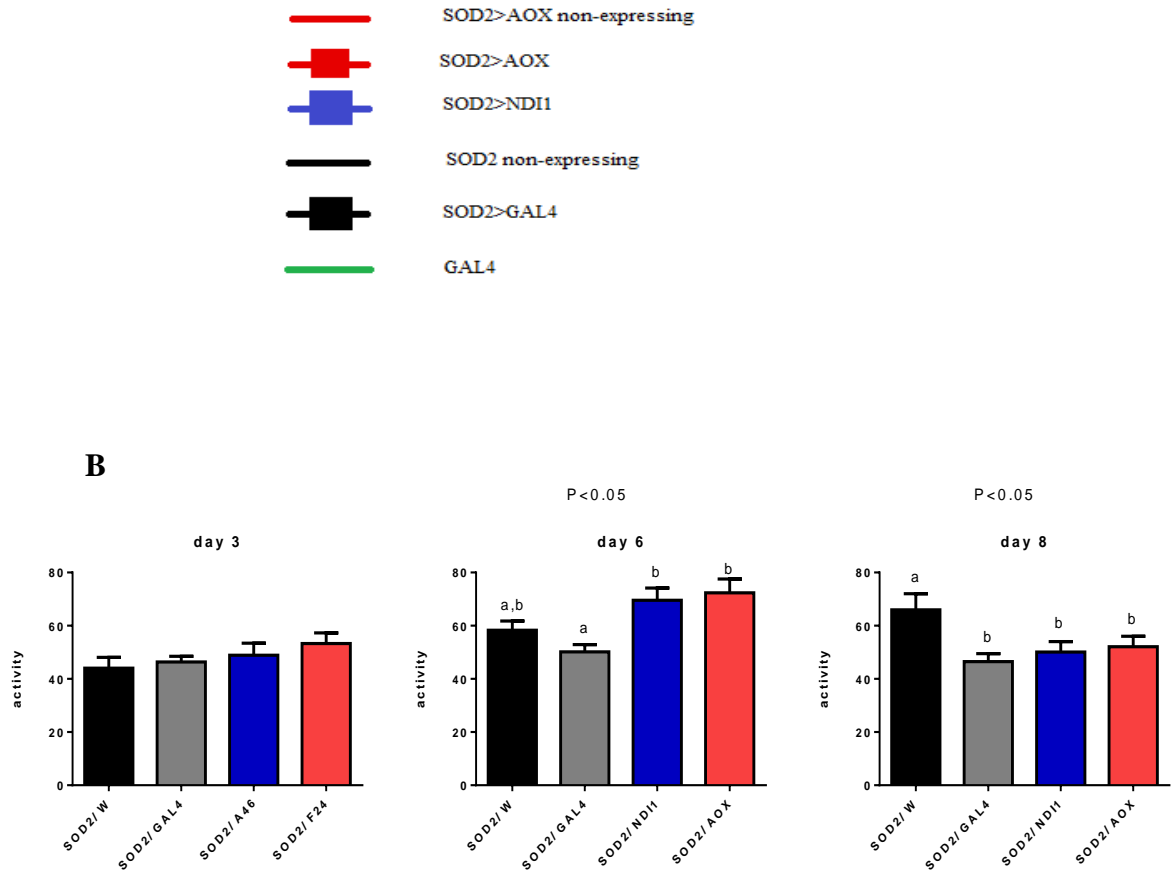 SOD2>AOX non-expressing
SOD2>AOX
SOD2>NDI1
SOD2 non-expressing
SOD2>GAL4
GAL4
B
P<0.05
P<0.05
day 3
day 6
day 8
activity
80
60
40
20
0
SOD2/W
SOD2/GAL4
SOD2/A46
SOD2/F24
activity
80
60
40
20
0
a,b
a
b
b
SOD2/W
SOD2/GAL4
SOD2/NDI1
SOD2/AOX
activity
80
60
40
20
0
a
b
b
b
SOD2/W
SOD2/GAL4
SOD2/NDI1
SOD2/AOX